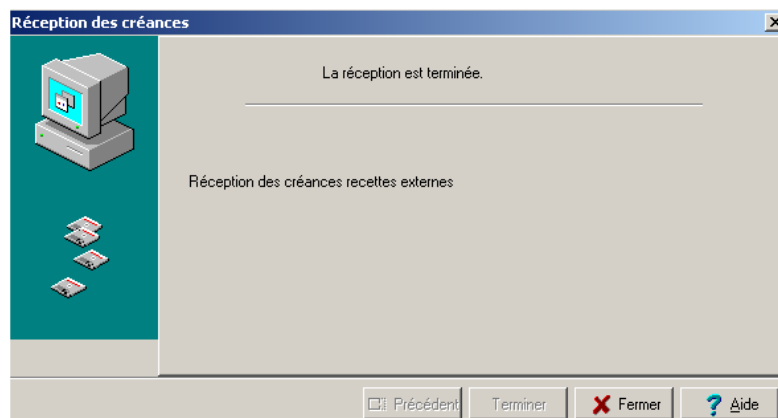 Réception des créances
La réception est terminée.
Réception des créances recettes externes
Précédent
Terminer
Fermer
Aide